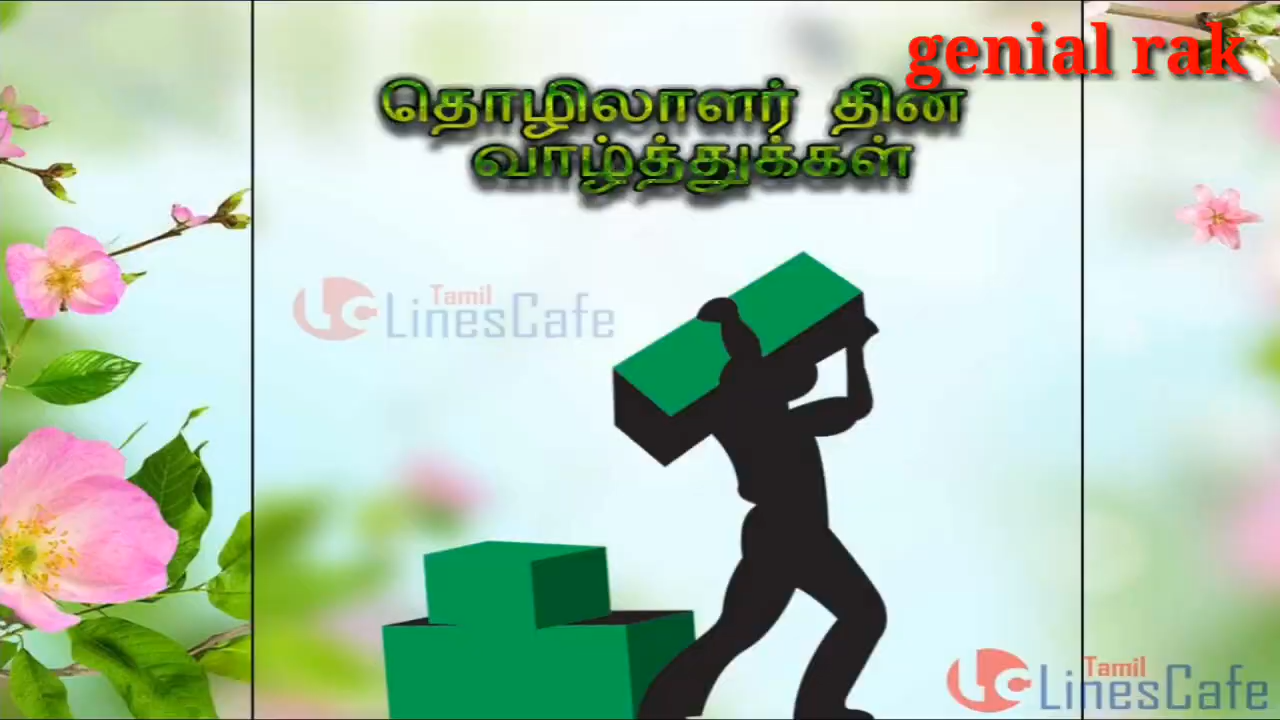 genial rak
தொழிலாளர் தின
வாழ்த்துக்கள்
Tamil
LinesCafe
Tamil
LinesCafe